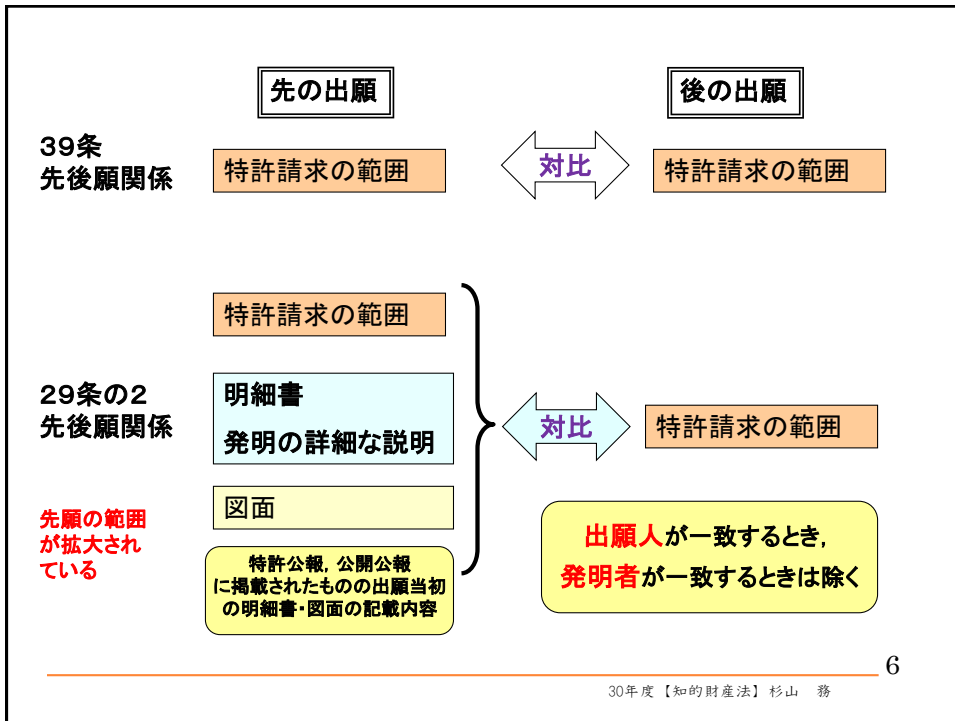 先の出願
後の出願
39条
先後願関係
特許請求の範囲
対比
特許請求の範囲
特許請求の範囲
29条の2
先後願関係
明細書
発明の詳細な説明
対比
特許請求の範囲
先願の範囲
が拡大され
ている
図面
特許公報，公開公報
に掲載されたものの出願当初
の明細書・図面の記載内容
出願人が一致するとき，
発明者が一致するときは除く
6
30年度【知的財産法】杉山　務